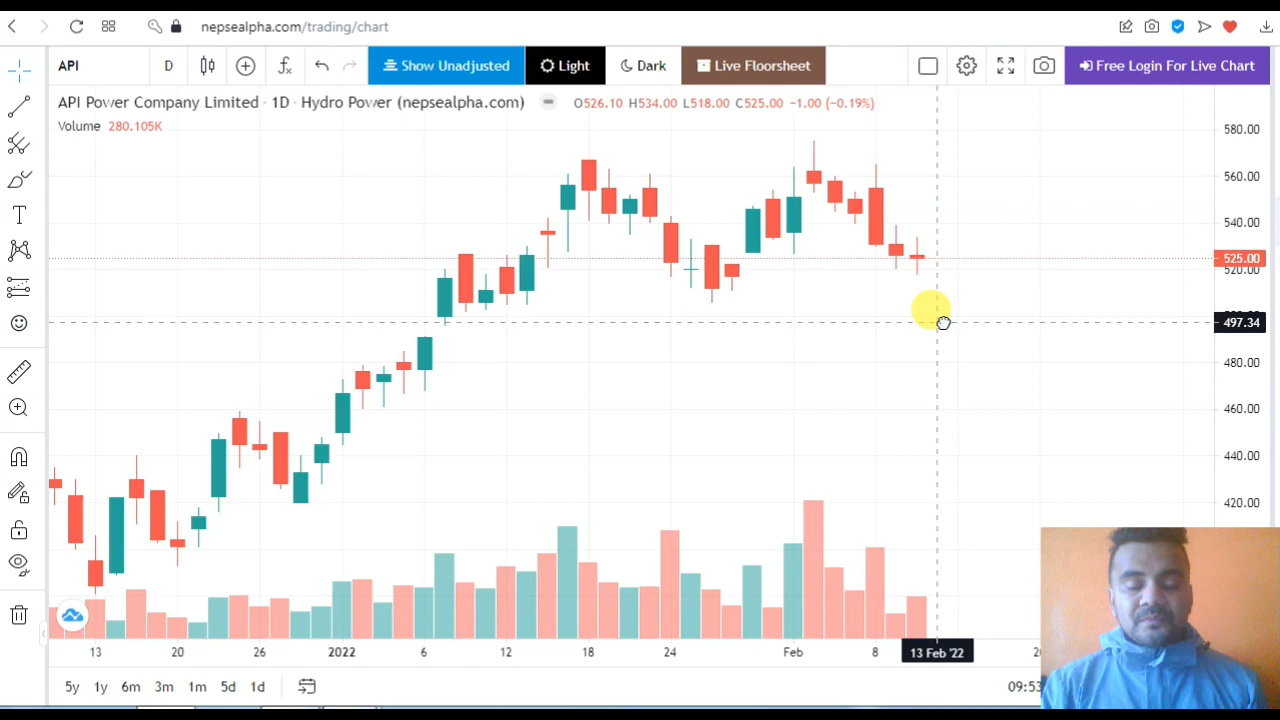 nepsealpha.com/trading/chart
API D Show Unadjusted Light Dark Live Floorsheet Free Login For Live Chart
API Power Company Limited · 1D · Hydro Power (nepsealpha.com) O526.10 H534.00 L518.00 C525.00 −1.00 (−0.19%)
Volume 280.105K
580.00
560.00
540.00
525.00
520.00
497.34
480.00
460.00
440.00
420.00
13 20 26 2022 6 12 18 24 Feb 8 13 Feb '22
5y 1y 6m 3m 1m 5d 1d 09:53